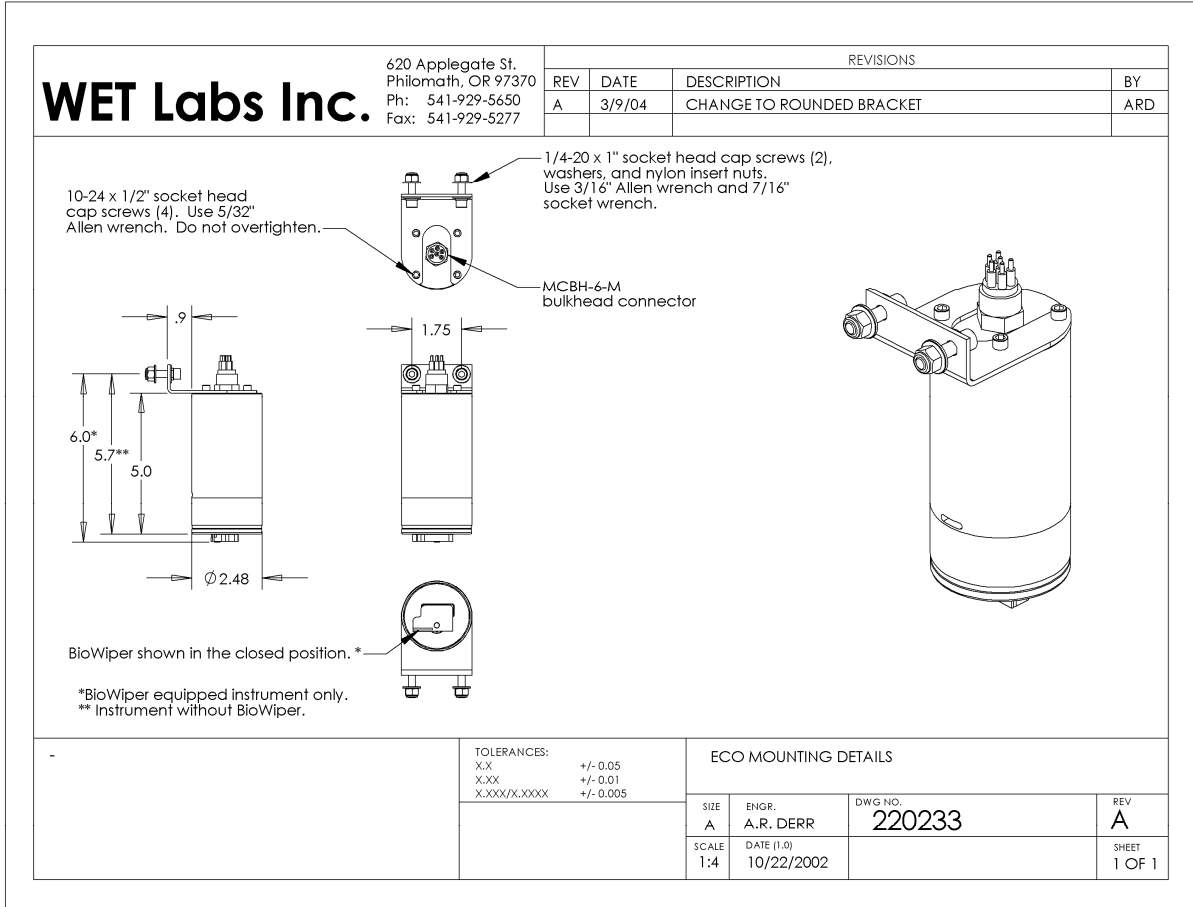 WET Labs Inc.
620 Applegate St.
Philomath, OR 97370
Ph: 541-929-5650
Fax: 541-929-5277
REVISIONS
REV DATE DESCRIPTION BY
A 3/9/04 CHANGE TO ROUNDED BRACKET ARD
1/4-20 x 1" socket head cap screws (2),
washers, and nylon insert nuts.
Use 3/16" Allen wrench and 7/16"
socket wrench.
10-24 x 1/2" socket head
cap screws (4). Use 5/32"
Allen wrench. Do not overtighten.
MCBH-6-M
bulkhead connector
.9
1.75
6.0*
5.7**
5.0
∅2.48
BioWiper shown in the closed position. *
*BioWiper equipped instrument only.
** Instrument without BioWiper.
-
TOLERANCES:
X.X +/- 0.05
X.XX +/- 0.01
X.XXX/X.XXXX +/- 0.005
ECO MOUNTING DETAILS
SIZE ENGR. DWG NO. REV
A A.R. DERR 220233 A
SCALE DATE (1.0) SHEET
1:4 10/22/2002 1 OF 1